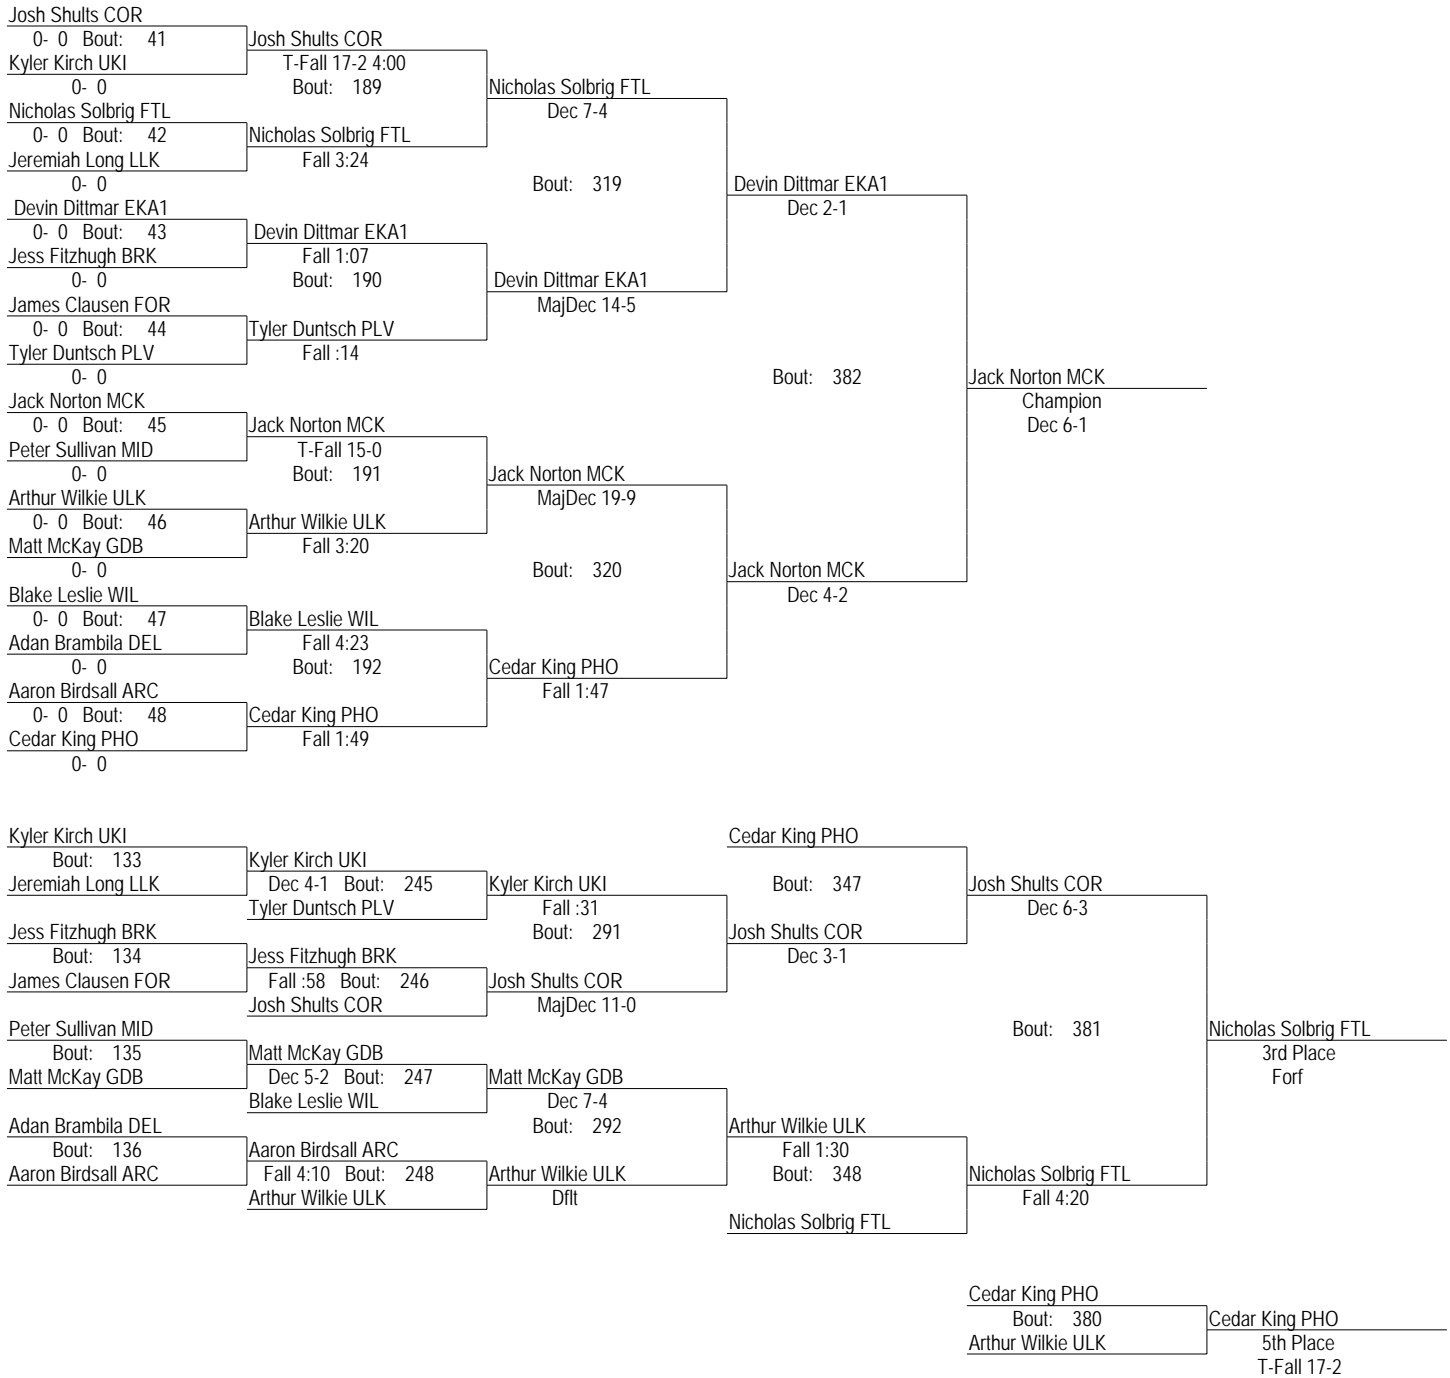 Josh Shults COR
0- 0 Bout: 41 Josh Shults COR
Kyler Kirch UKI T-Fall 17-2 4:00
0- 0 Bout: 189 Nicholas Solbrig FTL
Nicholas Solbrig FTL Dec 7-4
0- 0 Bout: 42 Nicholas Solbrig FTL
Jeremiah Long LLK Fall 3:24
0- 0 Bout: 319 Devin Dittmar EKA1
Devin Dittmar EKA1 Dec 2-1
0- 0 Bout: 43 Devin Dittmar EKA1
Jess Fitzhugh BRK Fall 1:07
0- 0 Bout: 190 Devin Dittmar EKA1
James Clausen FOR MajDec 14-5
0- 0 Bout: 44 Tyler Duntsch PLV
Tyler Duntsch PLV Fall :14
0- 0 Bout: 382 Jack Norton MCK
Jack Norton MCK Champion
0- 0 Bout: 45 Jack Norton MCK Dec 6-1
Peter Sullivan MID T-Fall 15-0
0- 0 Bout: 191 Jack Norton MCK
Arthur Wilkie ULK MajDec 19-9
0- 0 Bout: 46 Arthur Wilkie ULK
Matt McKay GDB Fall 3:20
0- 0 Bout: 320 Jack Norton MCK
Blake Leslie WIL Dec 4-2
0- 0 Bout: 47 Blake Leslie WIL
Adan Brambila DEL Fall 4:23
0- 0 Bout: 192 Cedar King PHO
Aaron Birdsall ARC Fall 1:47
0- 0 Bout: 48 Cedar King PHO
Cedar King PHO Fall 1:49
0- 0
Kyler Kirch UKI Cedar King PHO
Bout: 133 Kyler Kirch UKI
Jeremiah Long LLK Dec 4-1 Bout: 245 Kyler Kirch UKI Bout: 347 Josh Shults COR
Tyler Duntsch PLV Fall :31 Dec 6-3
Jess Fitzhugh BRK Bout: 291 Josh Shults COR
Bout: 134 Jess Fitzhugh BRK Dec 3-1
James Clausen FOR Fall :58 Bout: 246 Josh Shults COR
Josh Shults COR MajDec 11-0
Peter Sullivan MID Bout: 381 Nicholas Solbrig FTL
Bout: 135 Matt McKay GDB 3rd Place
Matt McKay GDB Dec 5-2 Bout: 247 Matt McKay GDB Forf
Blake Leslie WIL Dec 7-4
Adan Brambila DEL Bout: 292 Arthur Wilkie ULK
Bout: 136 Aaron Birdsall ARC Fall 1:30
Aaron Birdsall ARC Fall 4:10 Bout: 248 Arthur Wilkie ULK Bout: 348 Nicholas Solbrig FTL
Arthur Wilkie ULK Dflt Fall 4:20
Nicholas Solbrig FTL
Cedar King PHO
Bout: 380 Cedar King PHO
Arthur Wilkie ULK 5th Place
T-Fall 17-2